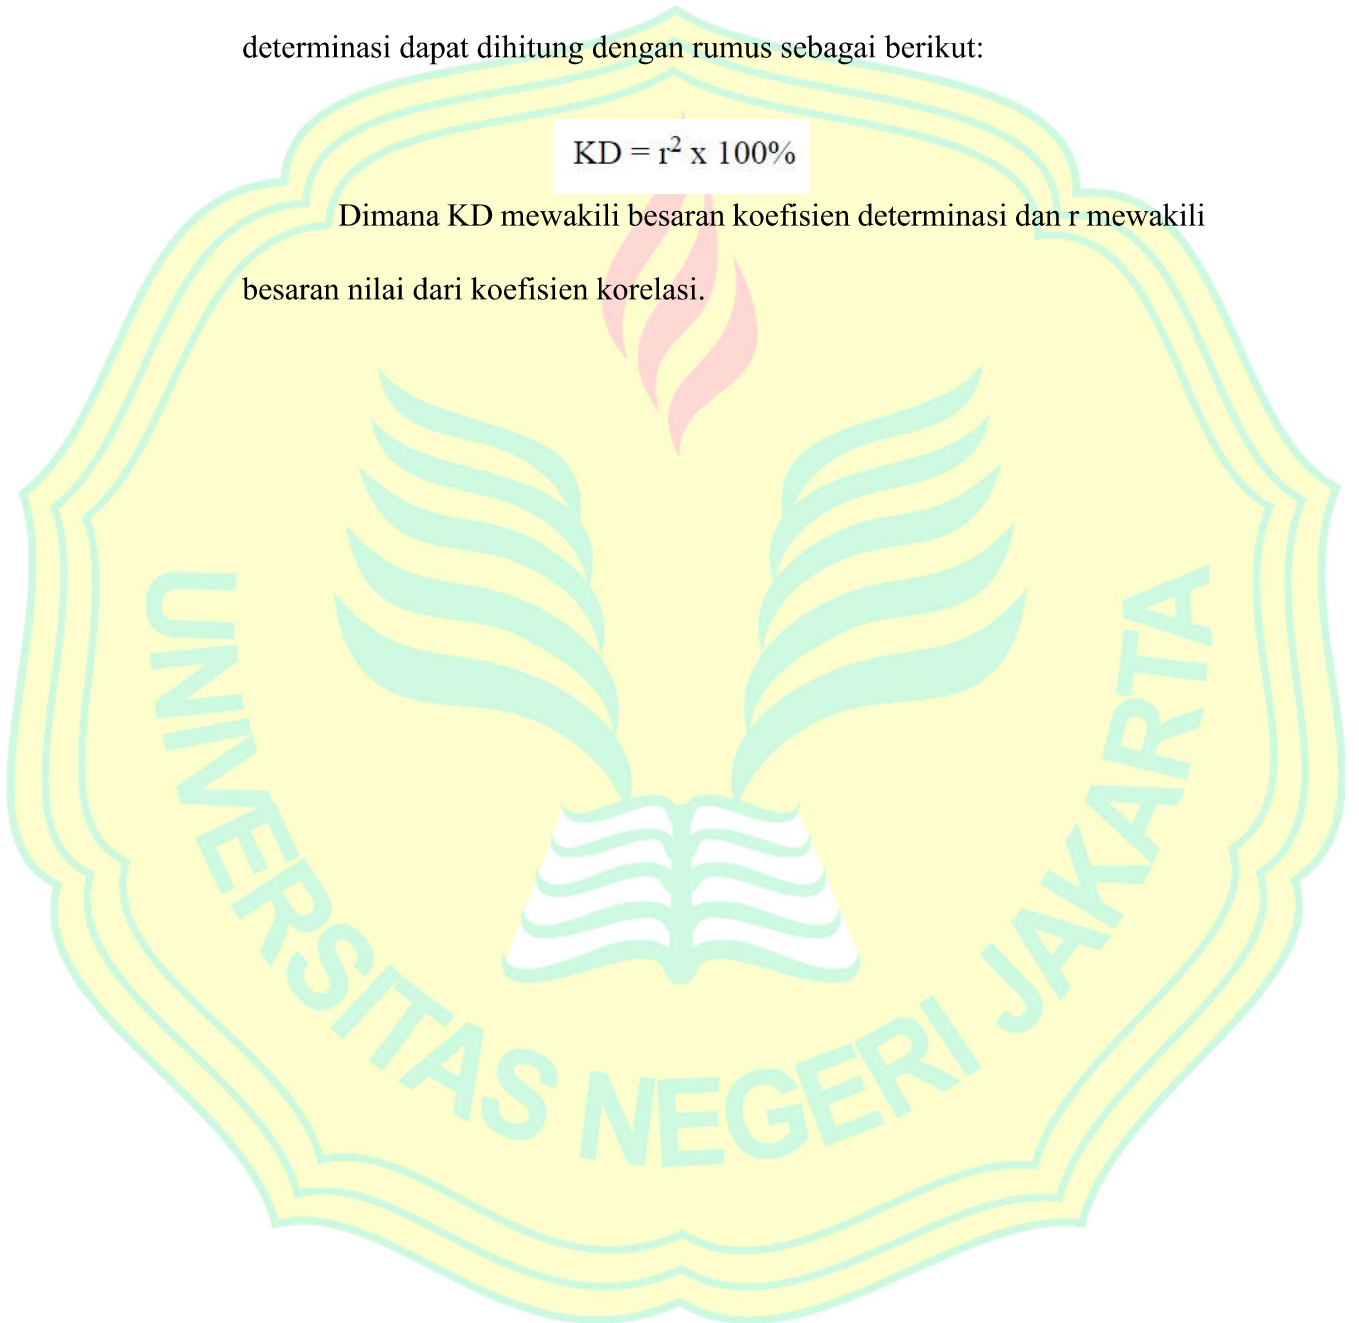 determinasi dapat dihitung dengan rumus sebagai berikut:
KD = r² x 100%
Dimana KD mewakili besaran koefisien determinasi dan r mewakili
besaran nilai dari koefisien korelasi.
UNIVERSITAS NEGERI JAKARTA